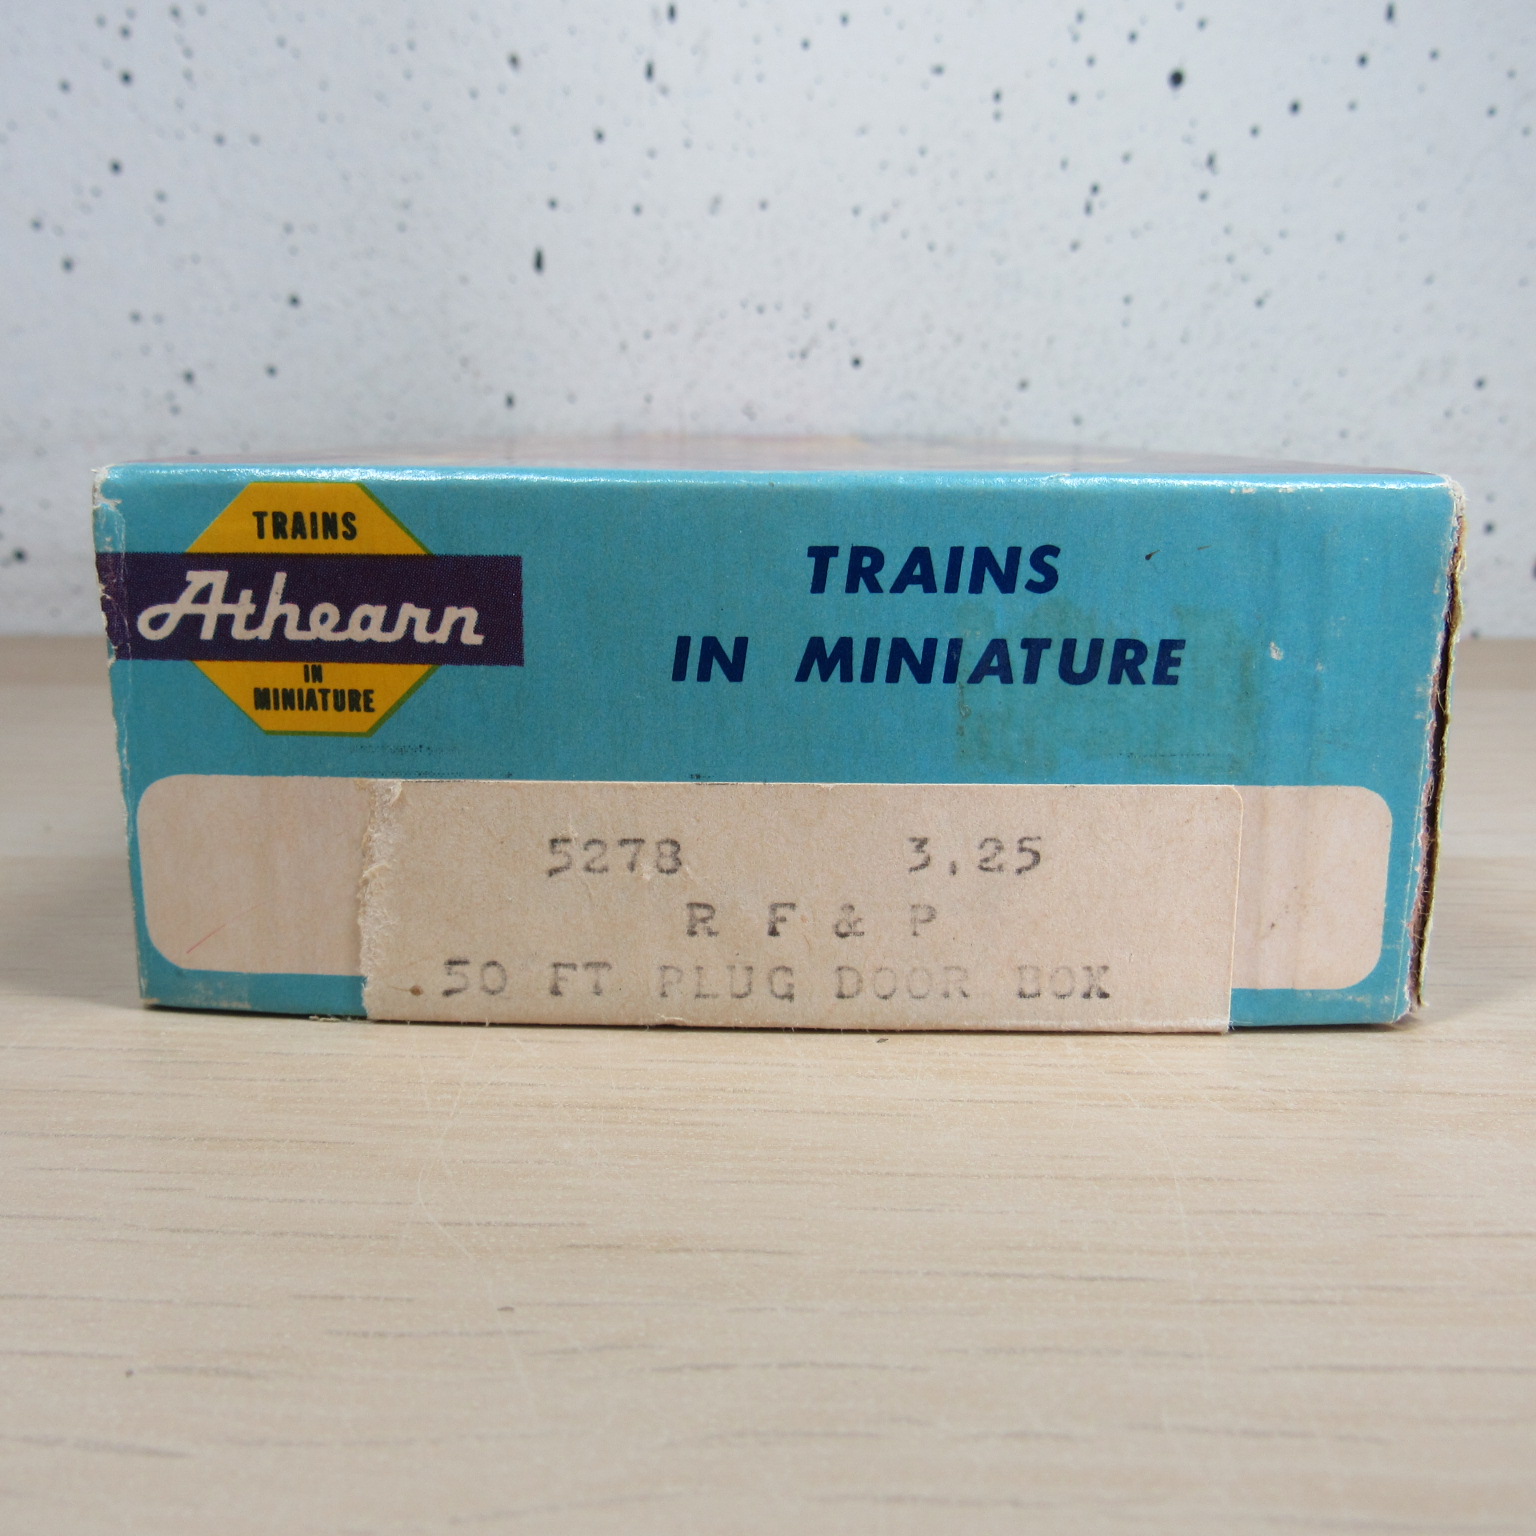 TRAINS
Athearn
IN
MINIATURE
TRAINS
IN MINIATURE
5278 3.25
R F & P
50 FT PLUG DOOR BOX